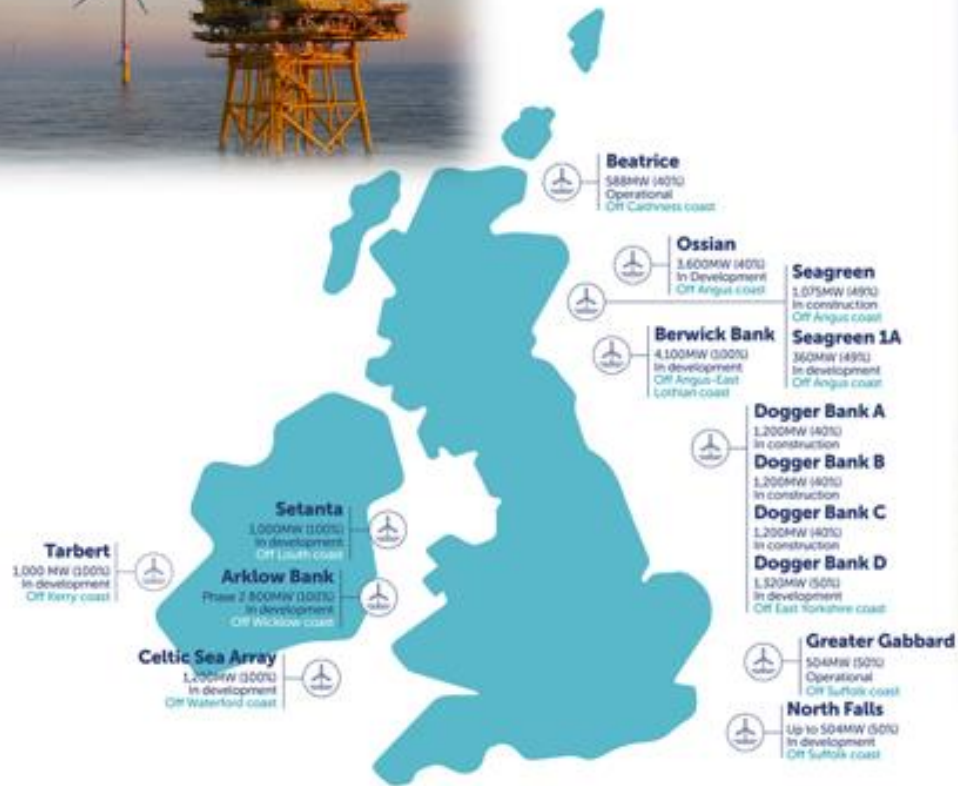 Beatrice
588MW (40%)
Operational
Off Caithness coast
Ossian
3,600MW (40%)
In Development
Off Angus coast
Seagreen
1,075MW (49%)
In construction
Off Angus coast
Seagreen 1A
360MW (49%)
In development
Off Angus coast
Berwick Bank
4,100MW (100%)
In development
Off Angus-East
Lothian coast
Dogger Bank A
1,200MW (40%)
In construction
Dogger Bank B
1,200MW (40%)
In construction
Dogger Bank C
1,200MW (40%)
In construction
Dogger Bank D
1,320MW (50%)
In development
Off East Yorkshire coast
Setanta
1,000MW (100%)
In development
Off Louth coast
Tarbert
1,000 MW (100%)
In development
Off Kerry coast
Arklow Bank
Phase 2 800MW (100%)
In development
Off Wicklow coast
Celtic Sea Array
1,200MW (100%)
In development
Off Waterford coast
Greater Gabbard
504MW (50%)
Operational
Off Suffolk coast
North Falls
Up to 504MW (50%)
In development
Off Suffolk coast